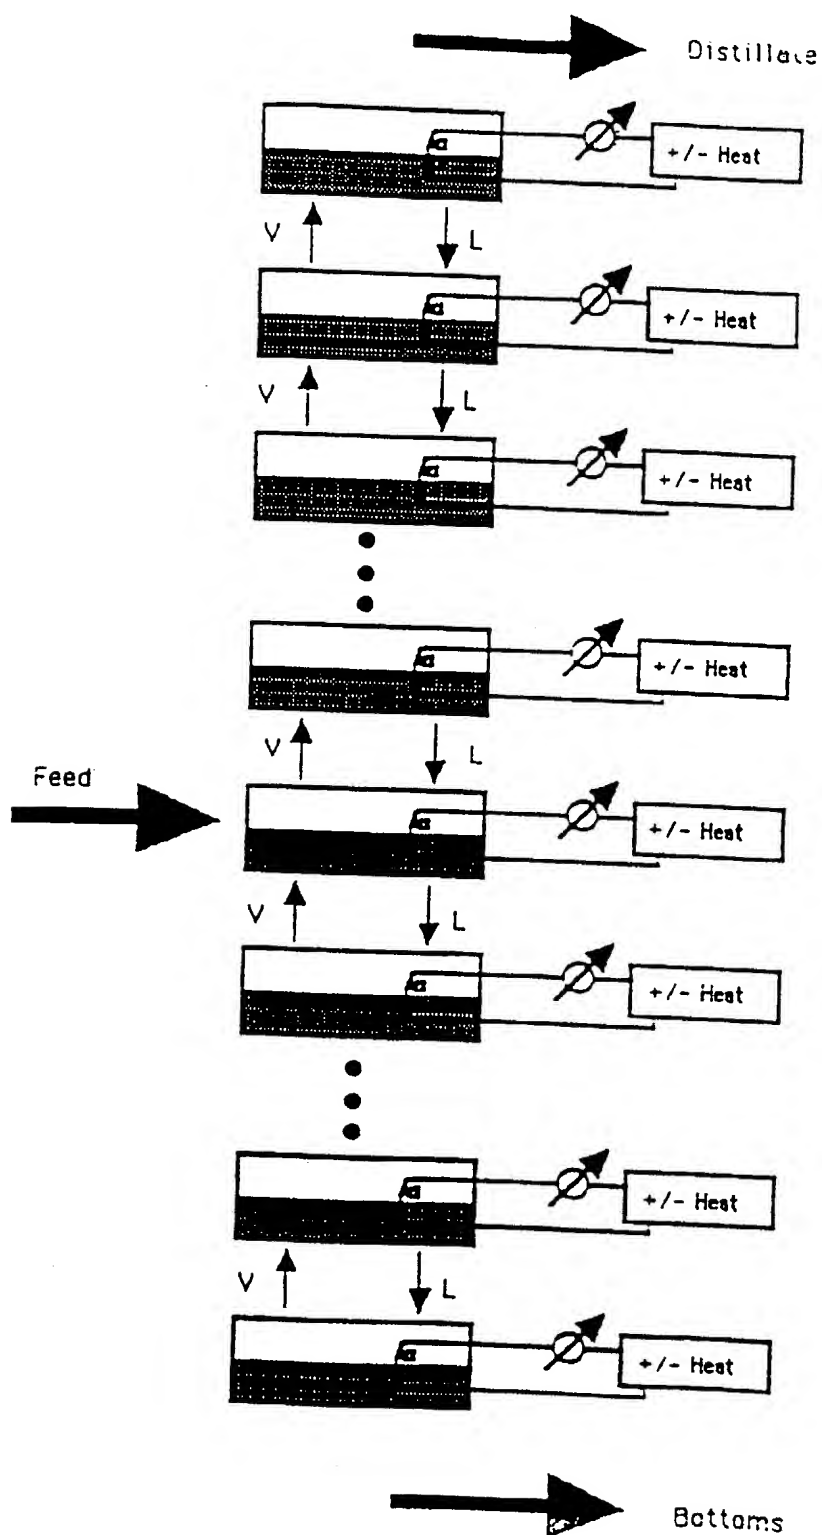 Distillate
+/- Heat
V L
+/- Heat
V L
+/- Heat
+/- Heat
V L
Feed
+/- Heat
V L
+/- Heat
+/- Heat
V L
+/- Heat
Bottoms